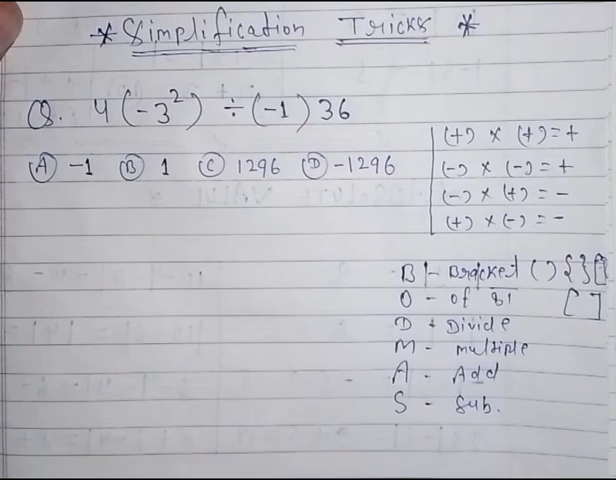 * Simplification Tricks *
Q. 4 (-3²) ÷ (-1) 36
(A) -1 (B) 1 (C) 1296 (D) -1296
(+) × (+) = +
(-) × (-) = +
(-) × (+) = -
(+) × (-) = -
B - Bracket ( ) { } [ ]
O - of
D + Divide
M - multiple
A - Add
S - Sub.